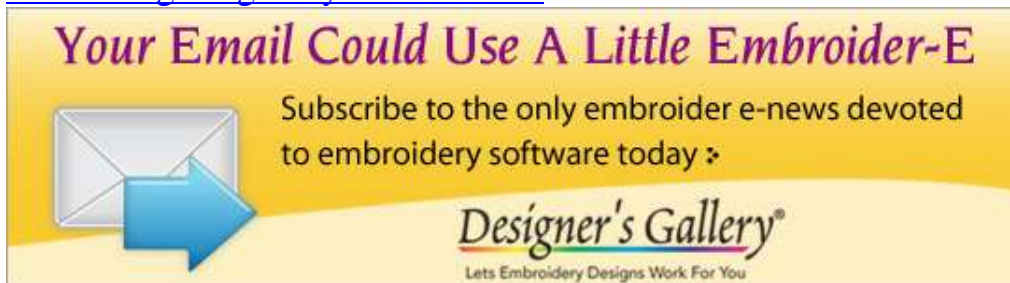 Your Email Could Use A Little Embroider-E
Subscribe to the only embroider e-news devoted
to embroidery software today :•
Designer's Gallery®
Lets Embroidery Designs Work For You